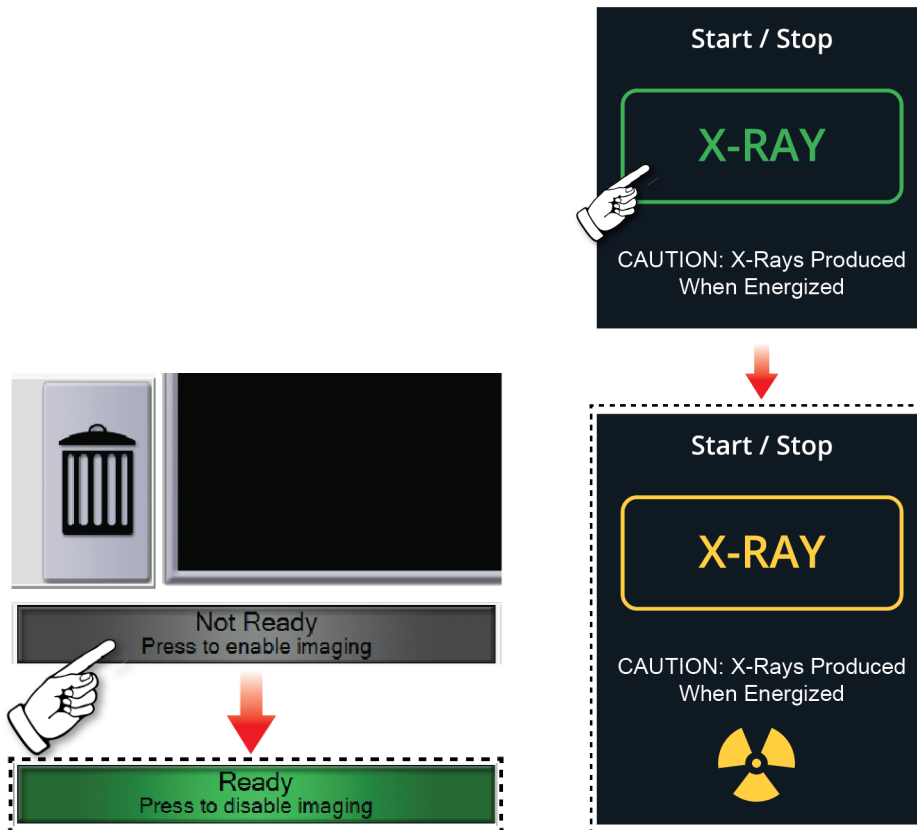 Start / Stop
X-RAY
CAUTION: X-Rays Produced
When Energized
Not Ready
Press to enable imaging
Ready
Press to disable imaging
Start / Stop
X-RAY
CAUTION: X-Rays Produced
When Energized